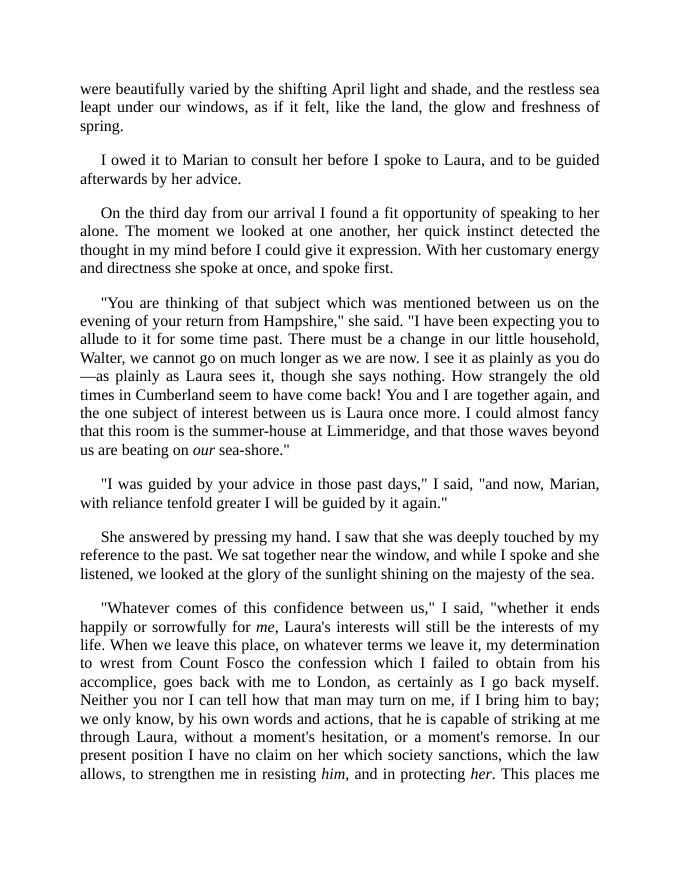 were beautifully varied by the shifting April light and shade, and the restless sea
leapt under our windows, as if it felt, like the land, the glow and freshness of
spring.
I owed it to Marian to consult her before I spoke to Laura, and to be guided
afterwards by her advice.
On the third day from our arrival I found a fit opportunity of speaking to her
alone. The moment we looked at one another, her quick instinct detected the
thought in my mind before I could give it expression. With her customary energy
and directness she spoke at once, and spoke first.
"You are thinking of that subject which was mentioned between us on the
evening of your return from Hampshire," she said. "I have been expecting you to
allude to it for some time past. There must be a change in our little household,
Walter, we cannot go on much longer as we are now. I see it as plainly as you do
—as plainly as Laura sees it, though she says nothing. How strangely the old
times in Cumberland seem to have come back! You and I are together again, and
the one subject of interest between us is Laura once more. I could almost fancy
that this room is the summer-house at Limmeridge, and that those waves beyond
us are beating on our sea-shore."
"I was guided by your advice in those past days," I said, "and now, Marian,
with reliance tenfold greater I will be guided by it again."
She answered by pressing my hand. I saw that she was deeply touched by my
reference to the past. We sat together near the window, and while I spoke and she
listened, we looked at the glory of the sunlight shining on the majesty of the sea.
"Whatever comes of this confidence between us," I said, "whether it ends
happily or sorrowfully for me, Laura's interests will still be the interests of my
life. When we leave this place, on whatever terms we leave it, my determination
to wrest from Count Fosco the confession which I failed to obtain from his
accomplice, goes back with me to London, as certainly as I go back myself.
Neither you nor I can tell how that man may turn on me, if I bring him to bay;
we only know, by his own words and actions, that he is capable of striking at me
through Laura, without a moment's hesitation, or a moment's remorse. In our
present position I have no claim on her which society sanctions, which the law
allows, to strengthen me in resisting him, and in protecting her. This places me